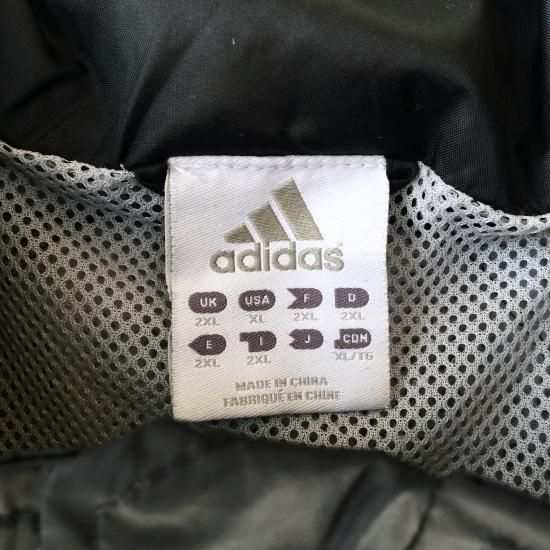 adidas
UK USA F D
2XL XL 2XL 2XL
E I J CDN
2XL 2XL XL/TG
MADE IN CHINA
FABRIQUÉ EN CHINE